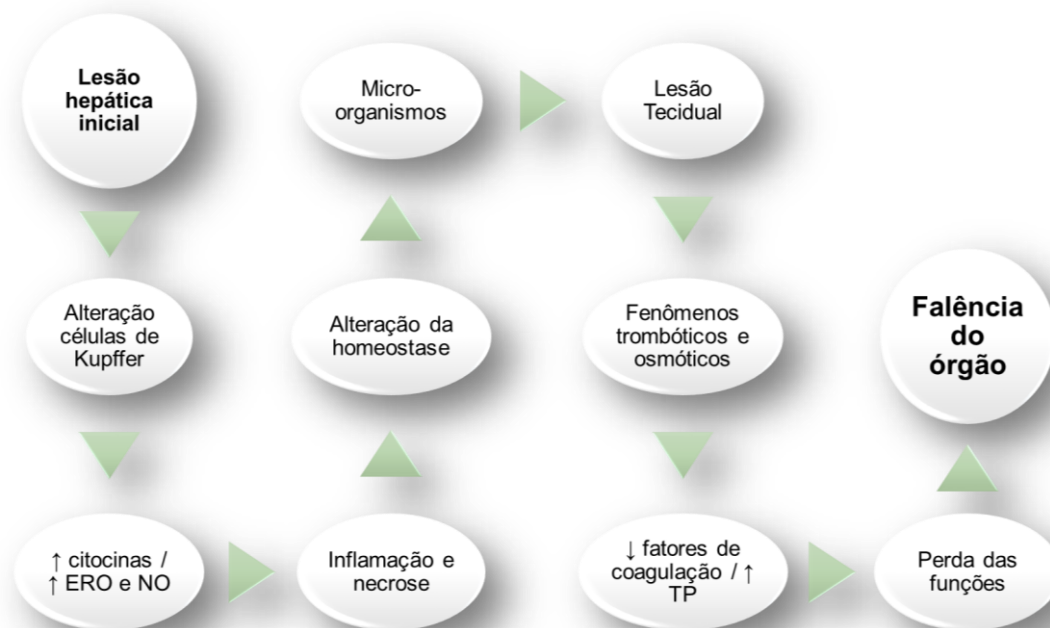 Lesão
hepática
inicial
Alteração
células de
Kupffer
↑ citocinas /
↑ ERO e NO
Inflamação e
necrose
Alteração da
homeostase
Micro-
organismos
Lesão
Tecidual
Fenômenos
trombóticos e
osmóticos
↓ fatores de
coagulação / ↑
TP
Perda das
funções
Falência
do
órgão